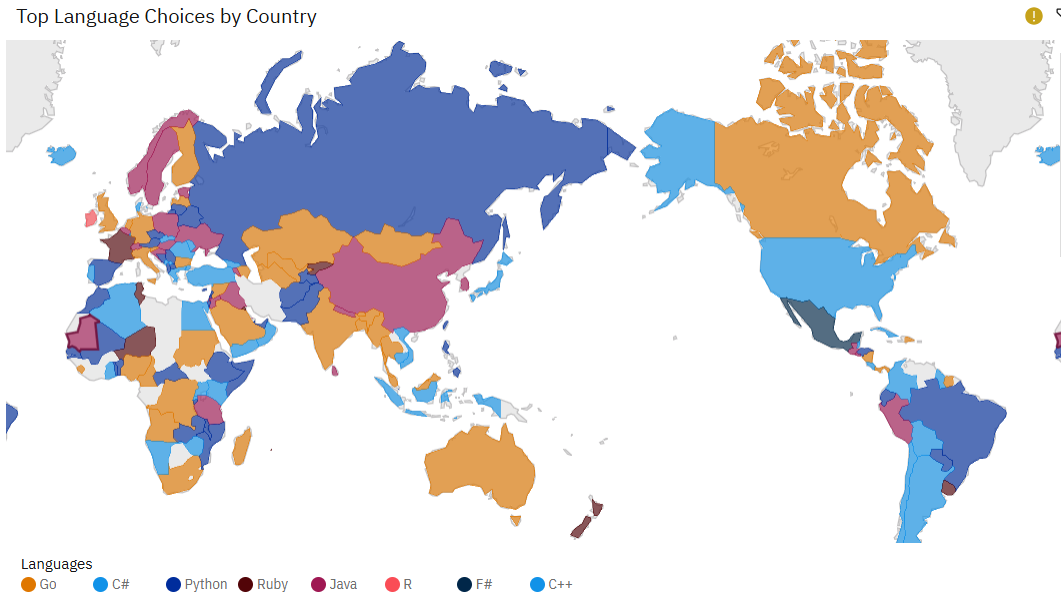 Top Language Choices by Country
!
Languages
Go C# Python Ruby Java R F# C++